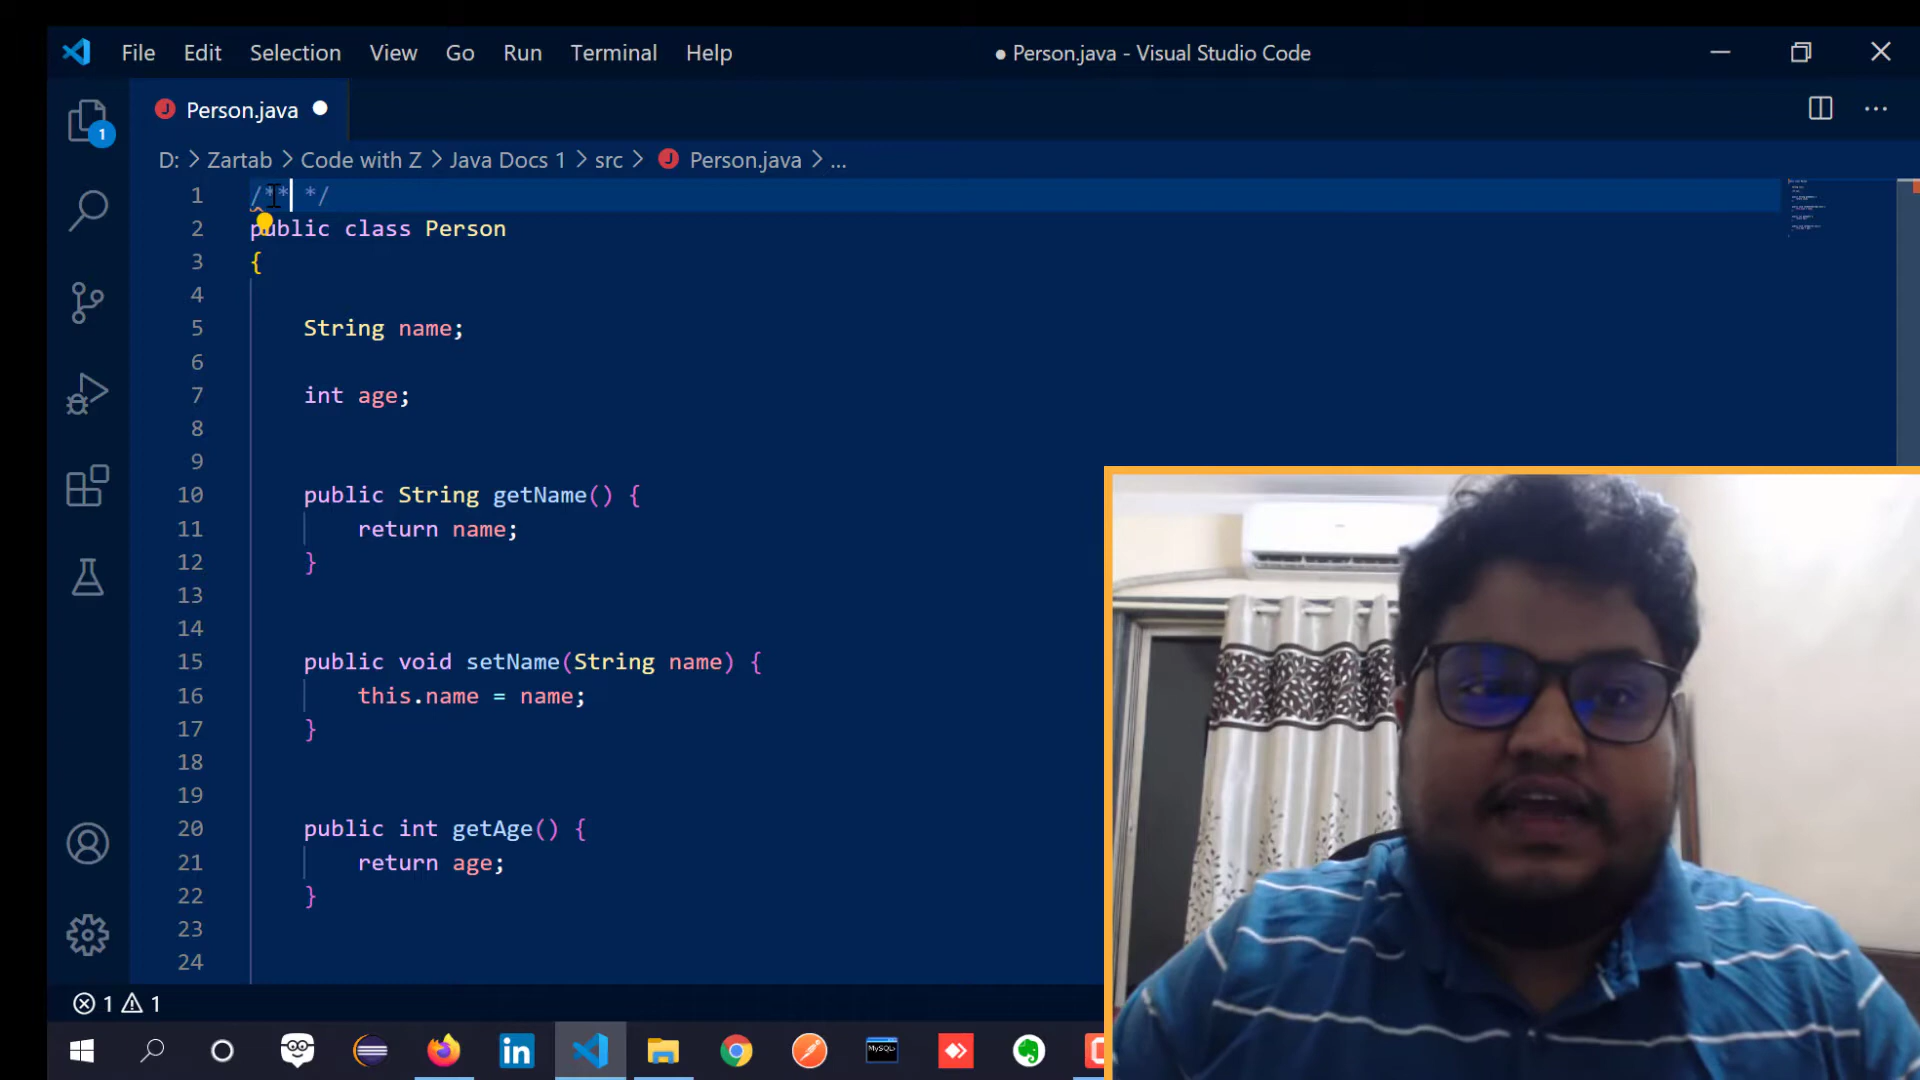 File Edit Selection View Go Run Terminal Help
● Person.java - Visual Studio Code
J Person.java ●
1
D: > Zartab > Code with Z > Java Docs 1 > src > J Person.java > ...
1 /** */
2 public class Person
3 {
4
5 String name;
6
7 int age;
8
9
10 public String getName() {
11 return name;
12 }
13
14
15 public void setName(String name) {
16 this.name = name;
17 }
18
19
20 public int getAge() {
21 return age;
22 }
23
24
1 1
in MySQL